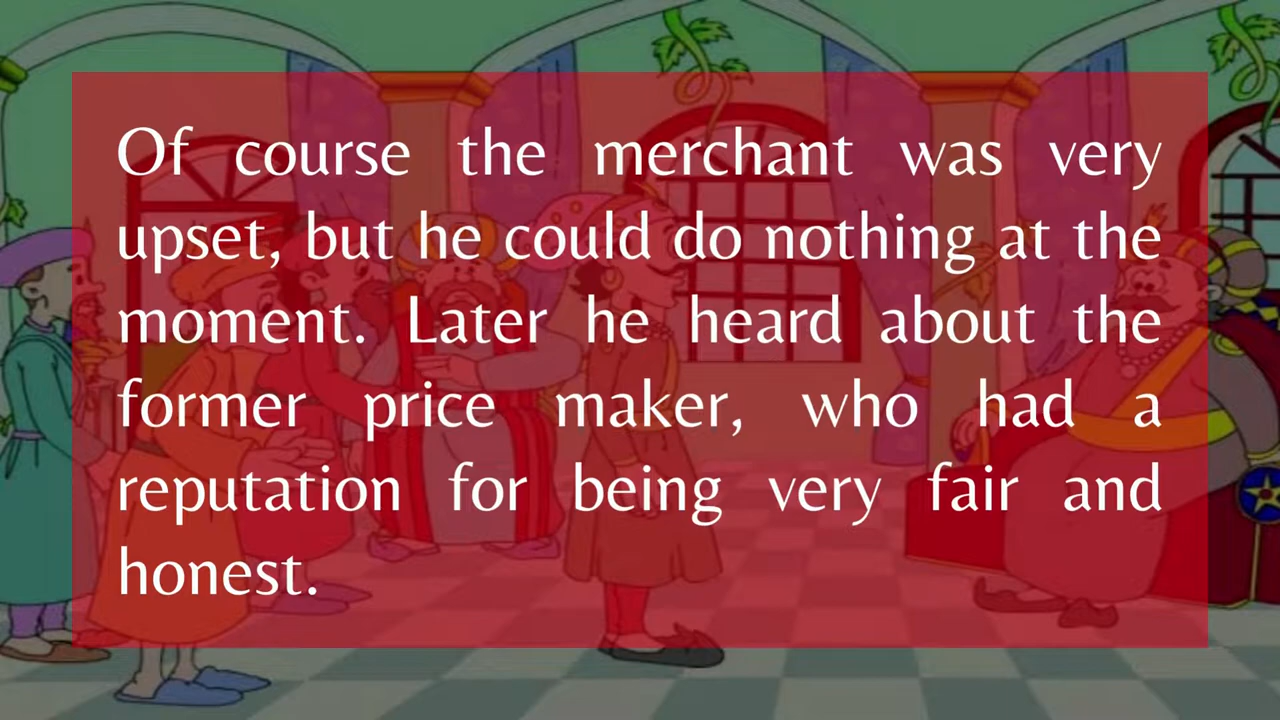 Of course the merchant was very
upset, but he could do nothing at the
moment. Later he heard about the
former price maker, who had a
reputation for being very fair and
honest.